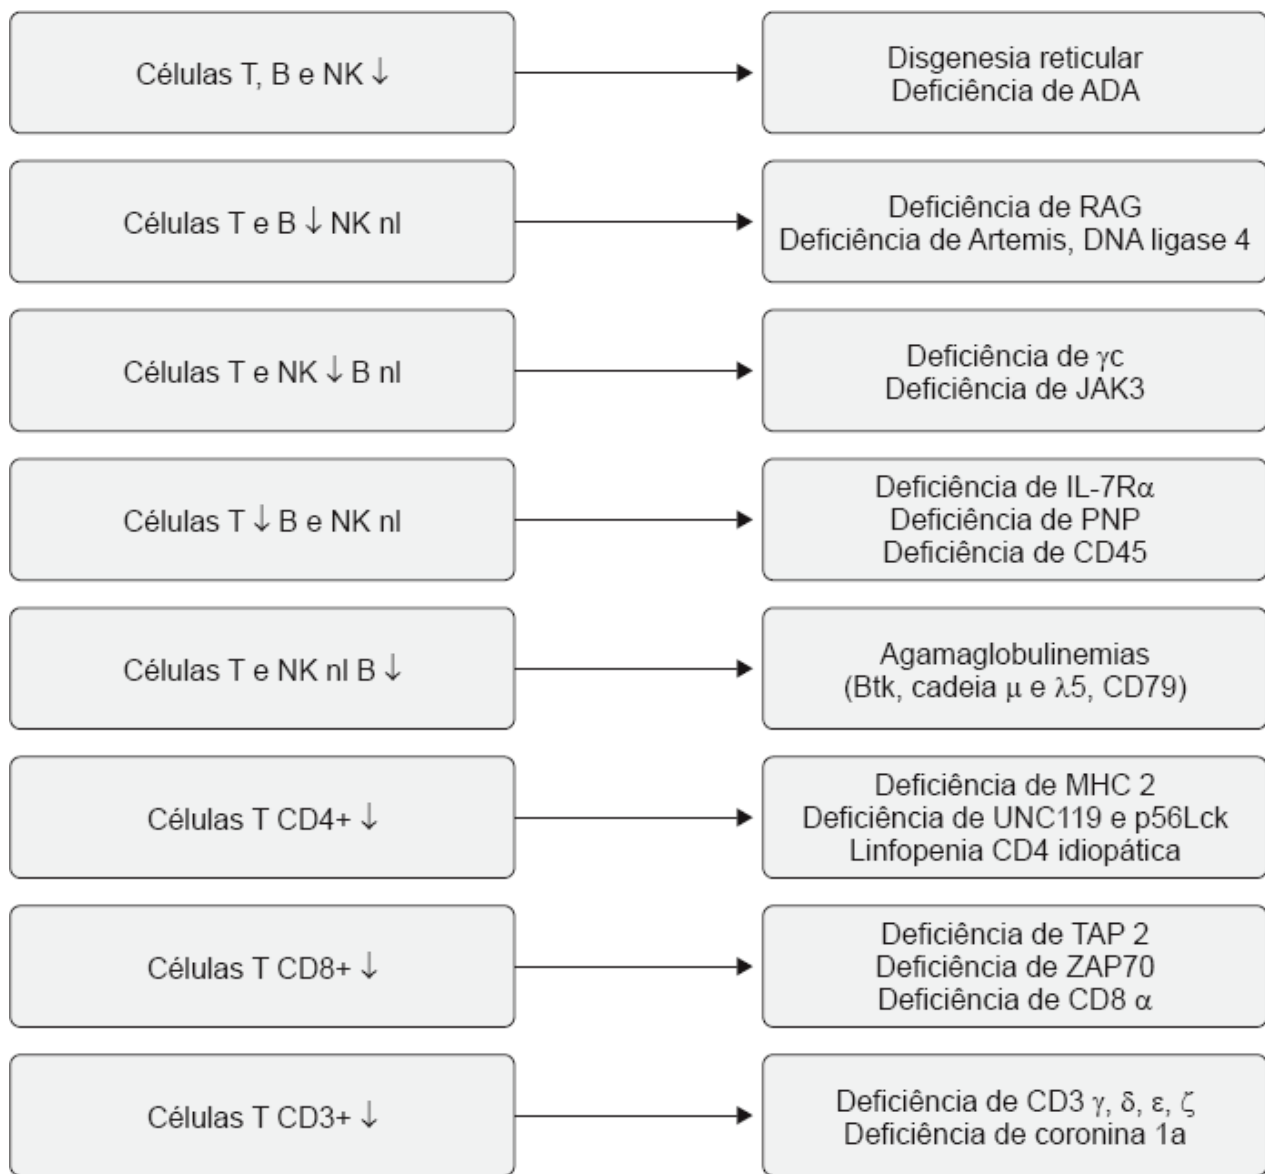 Células T, B e NK ↓
Disgenesia reticular
Deficiência de ADA
Células T e B ↓ NK nl
Deficiência de RAG
Deficiência de Artemis, DNA ligase 4
Células T e NK ↓ B nl
Deficiência de γc
Deficiência de JAK3
Células T ↓ B e NK nl
Deficiência de IL-7Rα
Deficiência de PNP
Deficiência de CD45
Células T e NK nl B ↓
Agamaglobulinemias
(Btk, cadeia μ e λ5, CD79)
Células T CD4+ ↓
Deficiência de MHC 2
Deficiência de UNC119 e p56Lck
Linfopenia CD4 idiopática
Células T CD8+ ↓
Deficiência de TAP 2
Deficiência de ZAP70
Deficiência de CD8 α
Células T CD3+ ↓
Deficiência de CD3 γ, δ, ε, ζ
Deficiência de coronina 1a